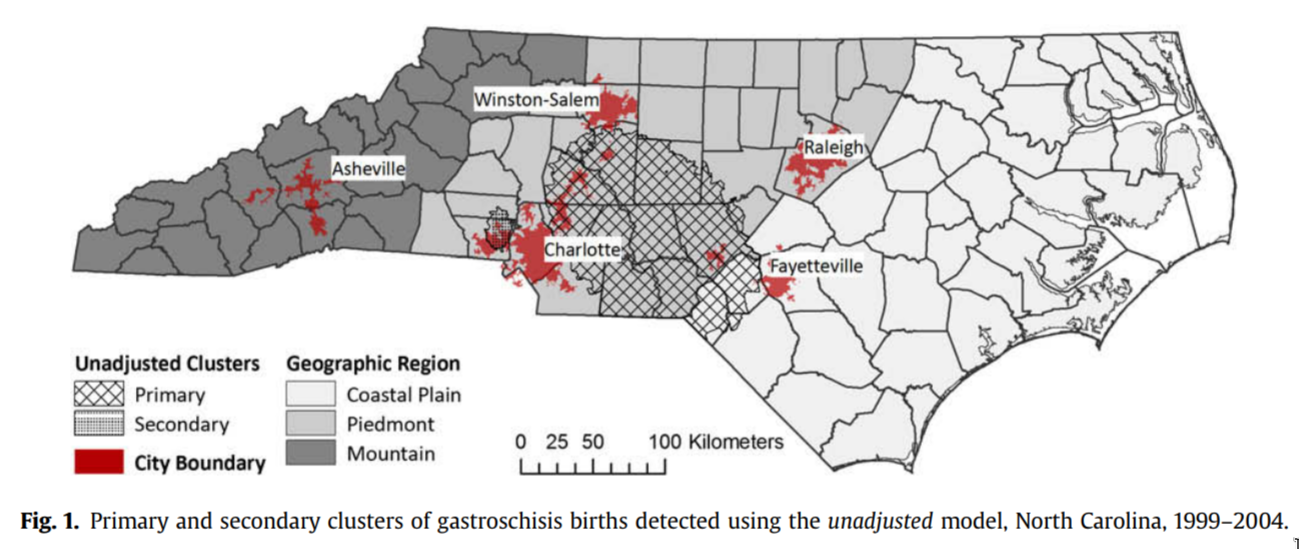 Winston-Salem
Raleigh
Asheville
Charlotte
Fayetteville
Unadjusted Clusters
Primary
Secondary
City Boundary
Geographic Region
Coastal Plain
Piedmont
Mountain
0 25 50 100 Kilometers
Fig. 1. Primary and secondary clusters of gastroschisis births detected using the unadjusted model, North Carolina, 1999–2004.